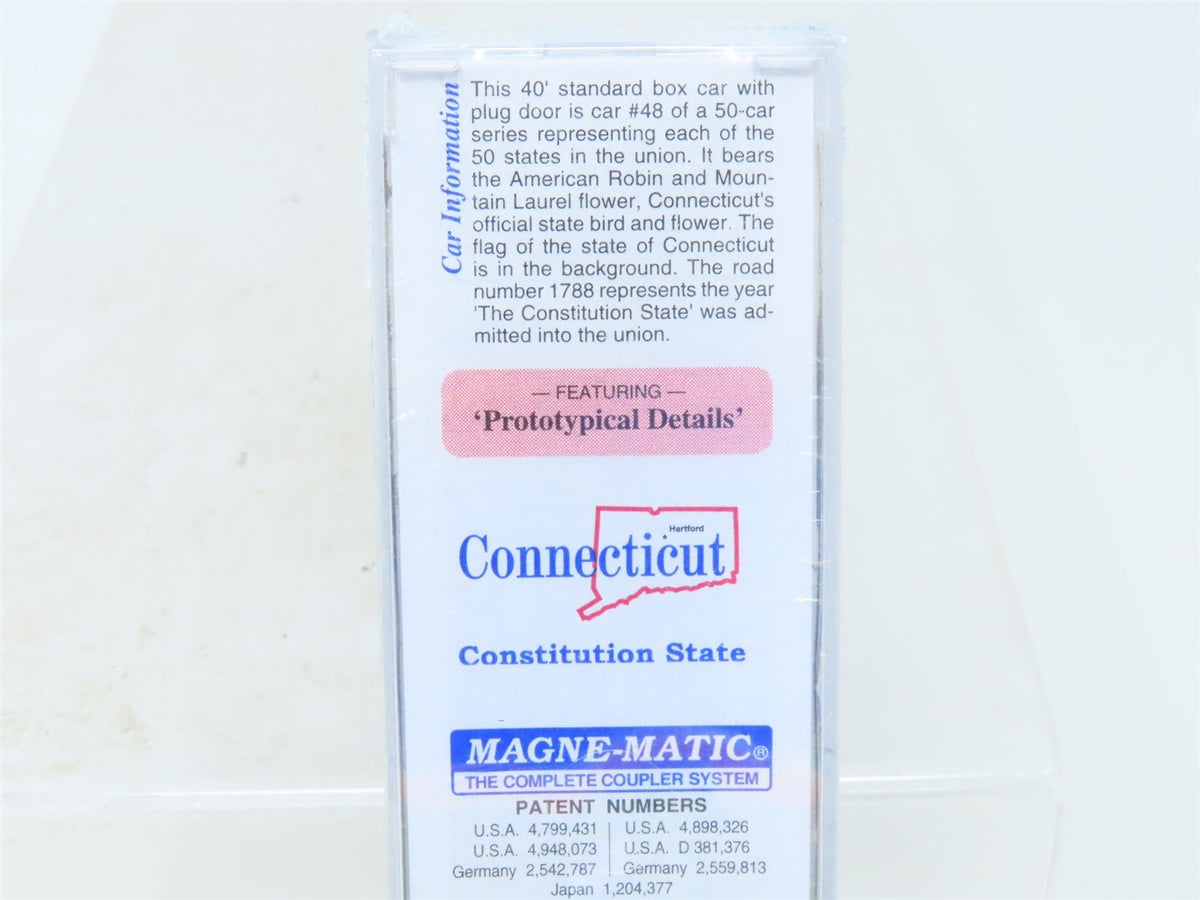 Car Information
This 40' standard box car with
plug door is car #48 of a 50-car
series representing each of the
50 states in the union. It bears
the American Robin and Moun-
tain Laurel flower, Connecticut's
official state bird and flower. The
flag of the state of Connecticut
is in the background. The road
number 1788 represents the year
'The Constitution State' was ad-
mitted into the union.
— FEATURING —
‘Prototypical Details’
Hartford
Connecticut
Constitution State
MAGNE-MATIC®
THE COMPLETE COUPLER SYSTEM
PATENT NUMBERS
U.S.A. 4,799,431 | U.S.A. 4,898,326
U.S.A. 4,948,073 | U.S.A. D 381,376
Germany 2,542,787 | Germany 2,559,813
Japan 1,204,377